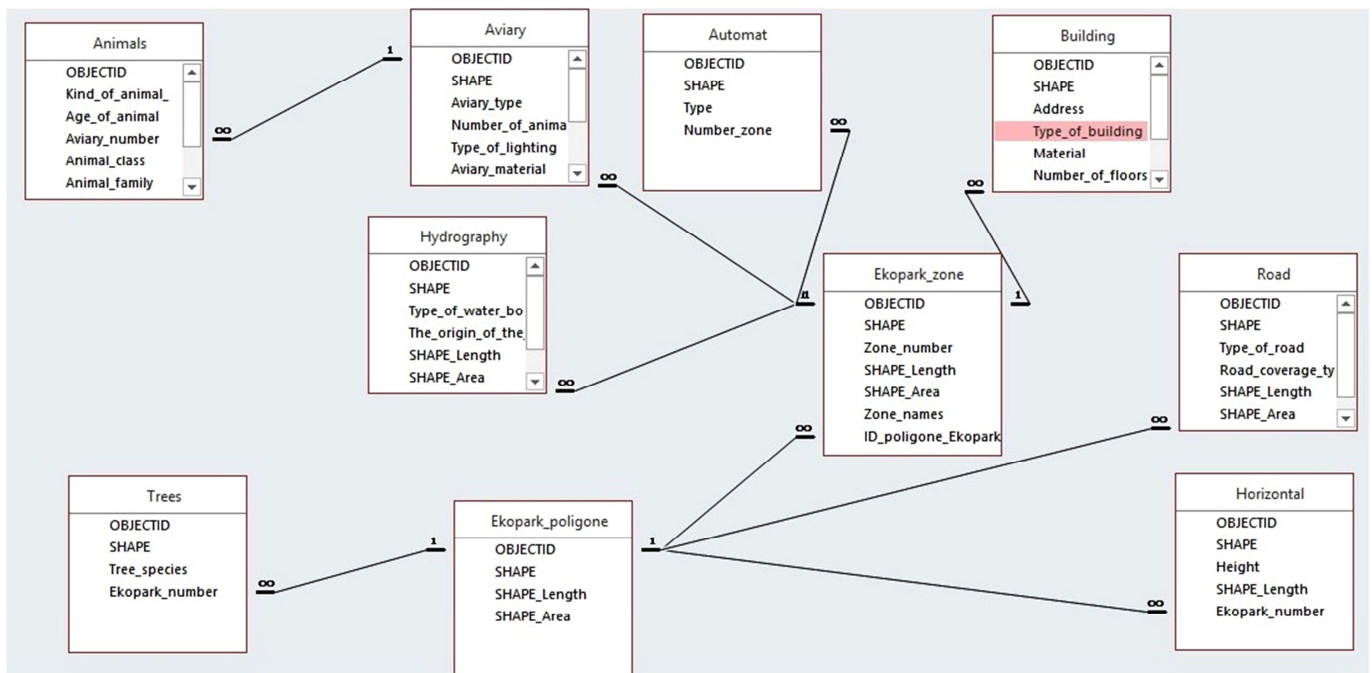 Animals
OBJECTID
Kind_of_animal_
Age_of_animal
Aviary_number
Animal_class
Animal_family
Aviary
OBJECTID
SHAPE
Aviary_type
Number_of_anima
Type_of_lighting
Aviary_material
Automat
OBJECTID
SHAPE
Type
Number_zone
Building
OBJECTID
SHAPE
Address
Type_of_building
Material
Number_of_floors
Hydrography
OBJECTID
SHAPE
Type_of_water_bo
The_origin_of_the_
SHAPE_Length
SHAPE_Area
Ekopark_zone
OBJECTID
SHAPE
Zone_number
SHAPE_Length
SHAPE_Area
Zone_names
ID_poligone_Ekopark
Road
OBJECTID
SHAPE
Type_of_road
Road_coverage_ty
SHAPE_Length
SHAPE_Area
Trees
OBJECTID
SHAPE
Tree_species
Ekopark_number
Ekopark_poligone
OBJECTID
SHAPE
SHAPE_Length
SHAPE_Area
Horizontal
OBJECTID
SHAPE
Height
SHAPE_Length
Ekopark_number
1
∞
∞
∞
∞
∞
1
1
∞
∞
∞
1
1
∞
∞